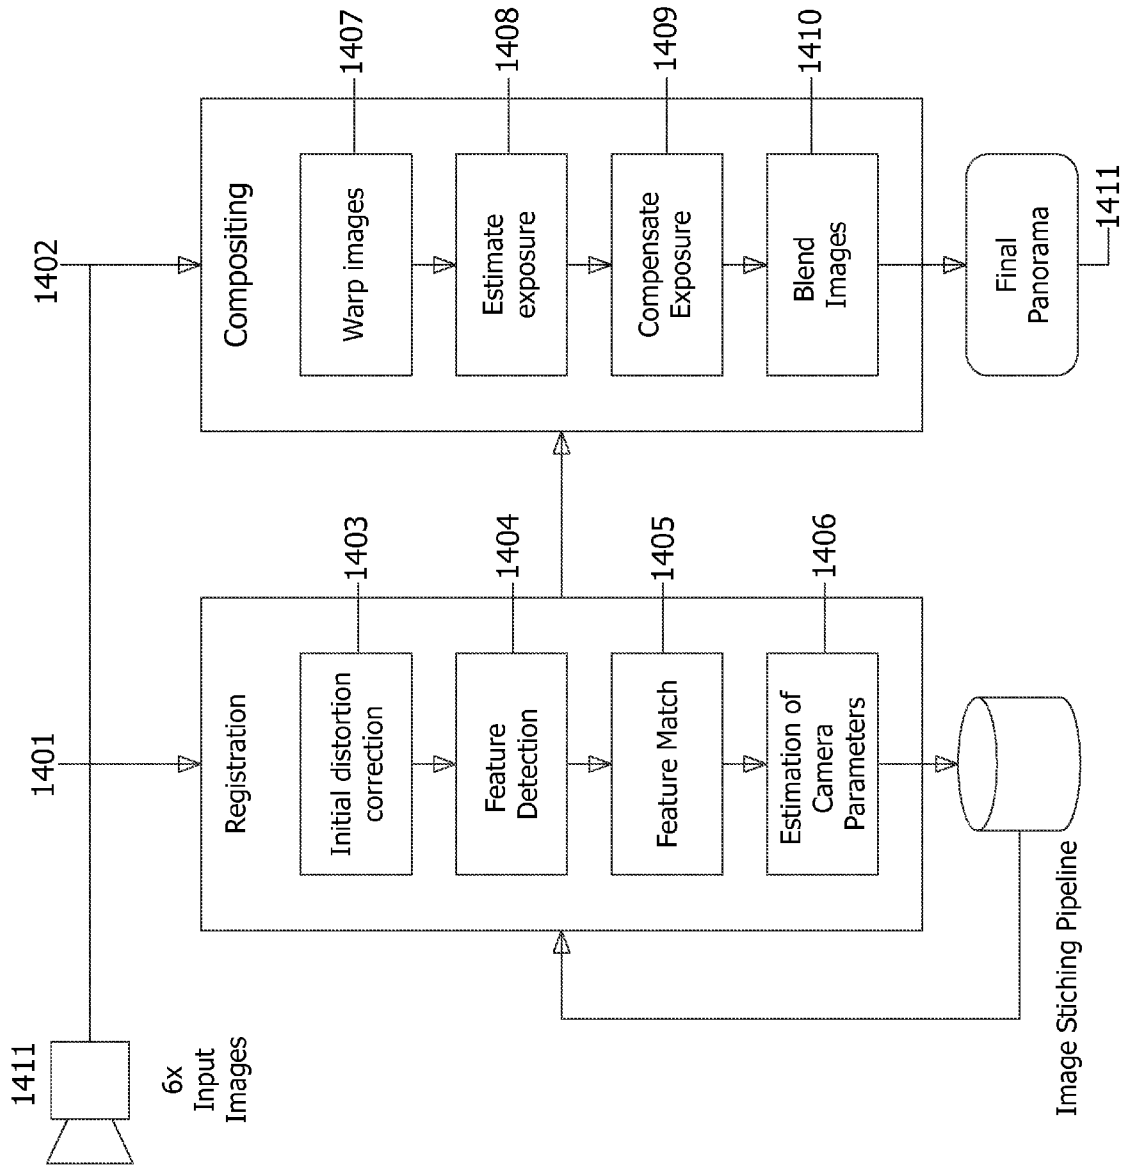 1411
6x
Input
Images
1401
1402
Registration
Initial distortion
correction
1403
Feature
Detection
1404
Feature Match
1405
Estimation of
Camera
Parameters
1406
Image Stiching Pipeline
Compositing
Warp images
1407
Estimate
exposure
1408
Compensate
Exposure
1409
Blend
Images
1410
Final
Panorama
1411